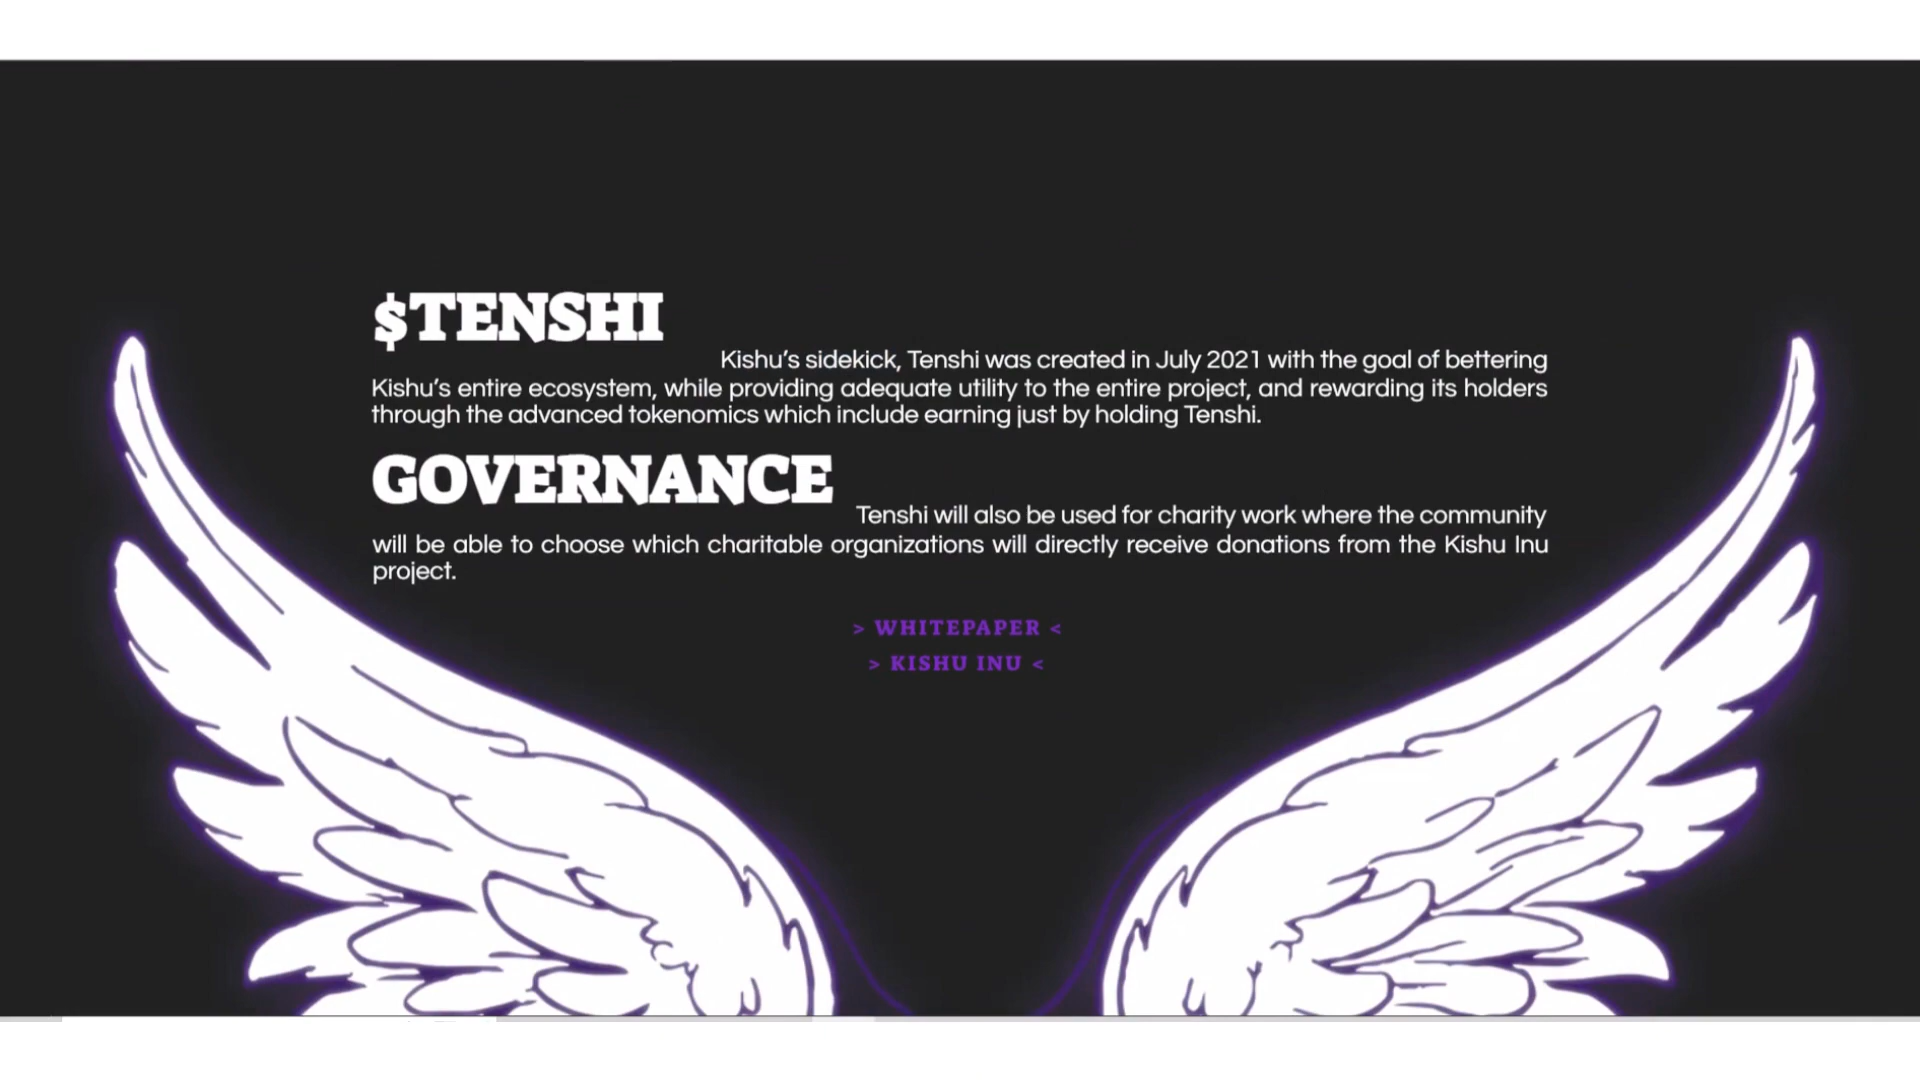 $TENSHI
Kishu’s sidekick, Tenshi was created in July 2021 with the goal of bettering
Kishu’s entire ecosystem, while providing adequate utility to the entire project, and rewarding its holders
through the advanced tokenomics which include earning just by holding Tenshi.
GOVERNANCE
Tenshi will also be used for charity work where the community
will be able to choose which charitable organizations will directly receive donations from the Kishu Inu
project.
> WHITEPAPER <
> KISHU INU <